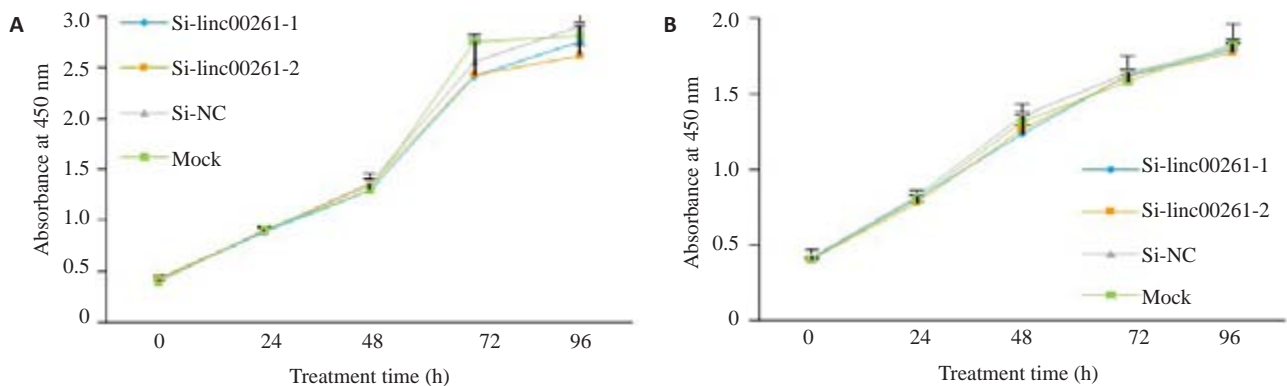 A
Absorbance at 450 nm
3.0
2.5
2.0
1.5
1.0
0.5
0
Si-linc00261-1
Si-linc00261-2
Si-NC
Mock
0 24 48 72 96
Treatment time (h)
B
Absorbance at 450 nm
2.0
1.5
1.0
0.5
0
Si-linc00261-1
Si-linc00261-2
Si-NC
Mock
0 24 48 72 96
Treatment time (h)